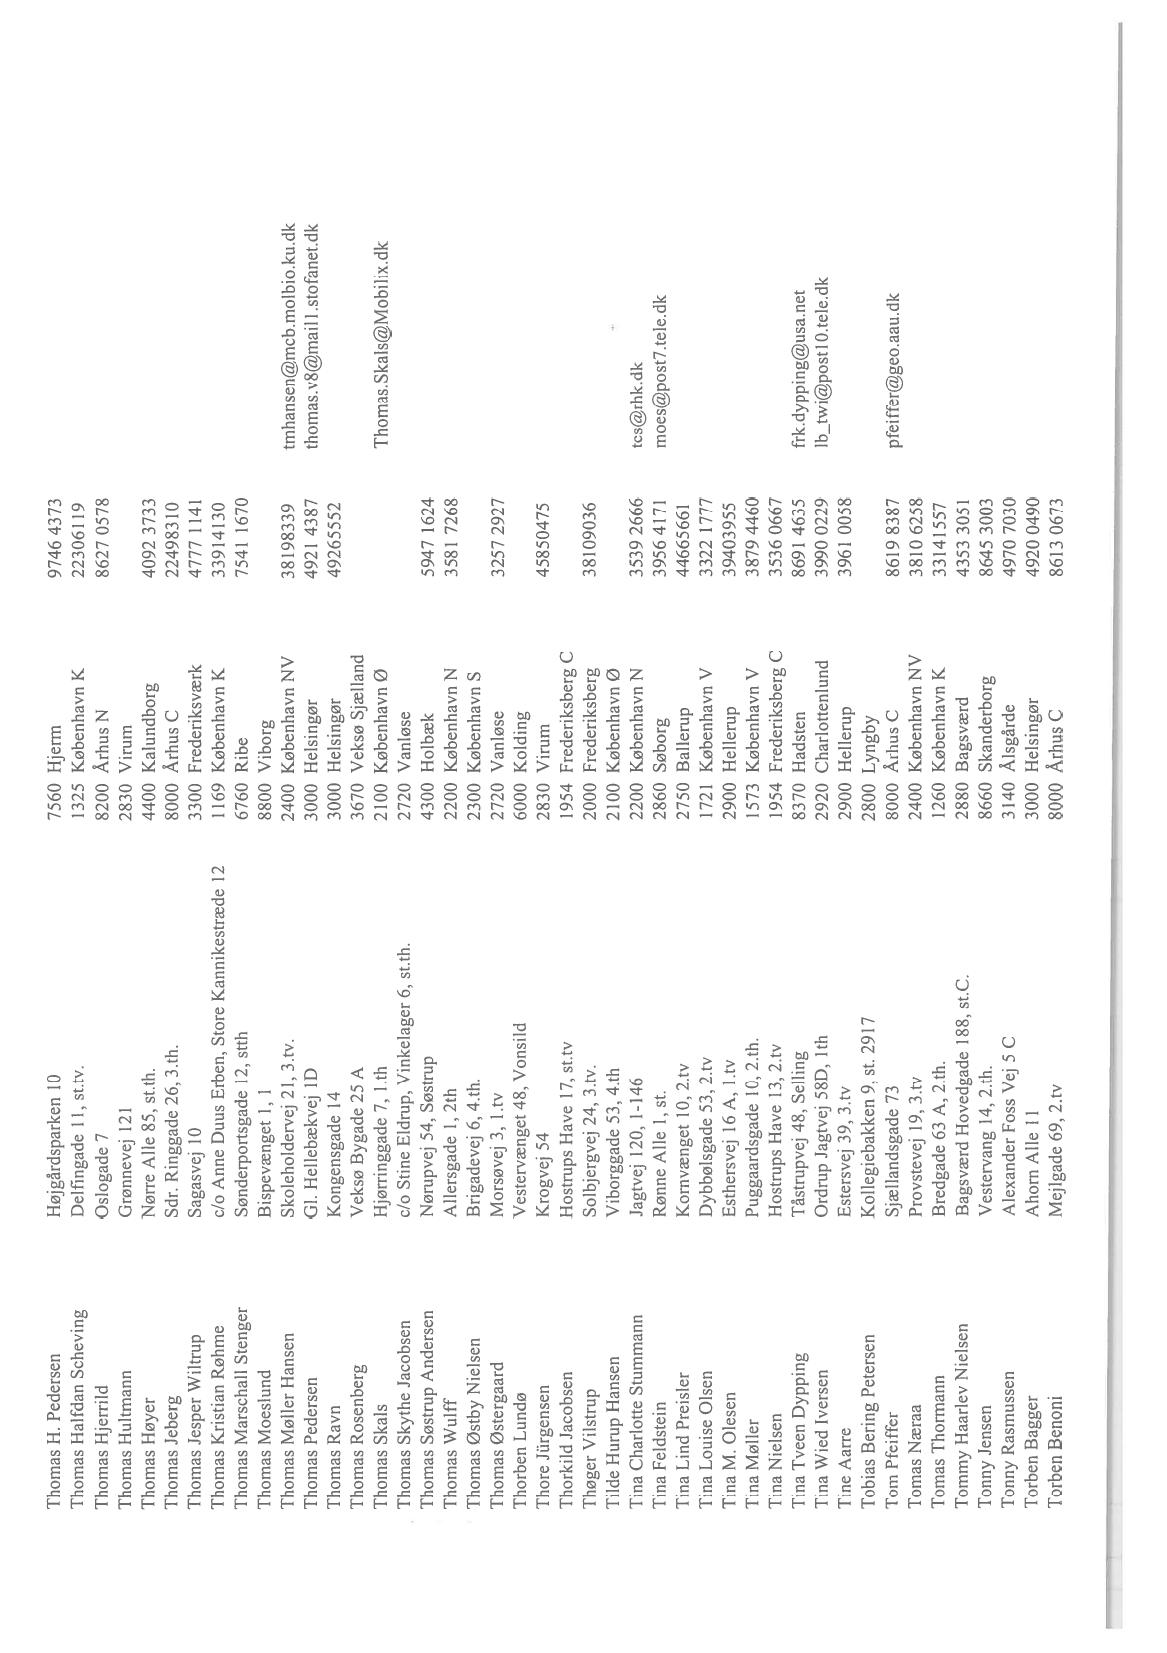 Thomas H. Pedersen Højgårdsparken 10 7560 Hjerm 9746 4373
Thomas Halfdan Scheving Delfingade 11, st.tv. 1325 København K 22306119
Thomas Hjerrild Oslogade 7 8200 Århus N 8627 0578
Thomas Hultmann Grønnevej 121 2830 Virum
Thomas Høyer Nørre Alle 85, st.th. 4400 Kalundborg 4092 3733
Thomas Jeberg Sdr. Ringgade 26, 3.th. 8000 Århus C 22498310
Thomas Jesper Wiltrup Sagasvej 10 3300 Frederiksværk 4777 1141
Thomas Kristian Røhme c/o Anne Duus Erben, Store Kannikestræde 12 1169 København K 33914130
Thomas Marschall Stenger Sønderportsgade 12, stth 6760 Ribe 7541 1670
Thomas Moeslund Bispevænget 1, 1 8800 Viborg
Thomas Møller Hansen Skoleholdervej 21, 3.tv. 2400 København NV 38198339 tmhansen@mcb.molbio.ku.dk
Thomas Pedersen Gl. Hellebækvej 1D 3000 Helsingør 4921 4387 thomas.v8@mail1.stofanet.dk
Thomas Ravn Kongensgade 14 3000 Helsingør 49265552
Thomas Rosenberg Veksø Bygade 25 A 3670 Veksø Sjælland
Thomas Skals Hjørringgade 7, 1.th 2100 København Ø Thomas.Skals@Mobilix.dk
Thomas Skythe Jacobsen c/o Stine Eldrup, Vinkelager 6, st.th. 2720 Vanløse
Thomas Søstrup Andersen Nørupvej 54, Søstrup 4300 Holbæk 5947 1624
Thomas Wulff Allersgade 1, 2th 2200 København N 3581 7268
Thomas Østby Nielsen Brigadevej 6, 4.th. 2300 København S
Thomas Østergaard Morsøvej 3, 1.tv 2720 Vanløse 3257 2927
Thorben Lundø Vestervænget 48, Vonsild 6000 Kolding
Thore Jürgensen Krogvej 54 2830 Virum 45850475
Thorkild Jacobsen Hostrups Have 17, st.tv 1954 Frederiksberg C
Thøger Vilstrup Solbjergvej 24, 3.tv. 2000 Frederiksberg 38109036
Tilde Hurup Hansen Viborggade 53, 4.th 2100 København Ø
Tina Charlotte Stummann Jagtvej 120, 1-146 2200 København N 3539 2666 tcs@rhk.dk
Tina Feldstein Rønne Alle 1, st. 2860 Søborg 3956 4171 moes@post7.tele.dk
Tina Lind Preisler Kornvænget 10, 2.tv 2750 Ballerup 44665661
Tina Louise Olsen Dybbølsgade 53, 2.tv 1721 København V 3322 1777
Tina M. Olesen Esthersvej 16 A, 1.tv 2900 Hellerup 39403955
Tina Møller Puggaardsgade 10, 2.th. 1573 København V 3879 4460
Tina Nielsen Hostrups Have 13, 2.tv 1954 Frederiksberg C 3536 0667
Tina Tveen Dypping Tåstrupvej 48, Selling 8370 Hadsten 8691 4635 frk.dypping@usa.net
Tina Wied Iversen Ordrup Jagtvej 58D, 1th 2920 Charlottenlund 3990 0229 lb_twi@post10.tele.dk
Tine Aarre Estersvej 39, 3.tv 2900 Hellerup 3961 0058
Tobias Bering Petersen Kollegiebakken 9, st. 2917 2800 Lyngby
Tom Pfeiffer Sjællandsgade 73 8000 Århus C 8619 8387 pfeiffer@geo.aau.dk
Tomas Næraa Provstevej 19, 3.tv 2400 København NV 3810 6258
Tomas Thormann Bredgade 63 A, 2.th. 1260 København K 33141557
Tommy Haarlev Nielsen Bagsværd Hovedgade 188, st.C. 2880 Bagsværd 4353 3051
Tonny Jensen Vestervang 14, 2.th. 8660 Skanderborg 8645 3003
Tonny Rasmussen Alexander Foss Vej 5 C 3140 Ålsgårde 4970 7030
Torben Bagger Ahorn Alle 11 3000 Helsingør 4920 0490
Torben Benoni Mejlgade 69, 2.tv 8000 Århus C 8613 0673